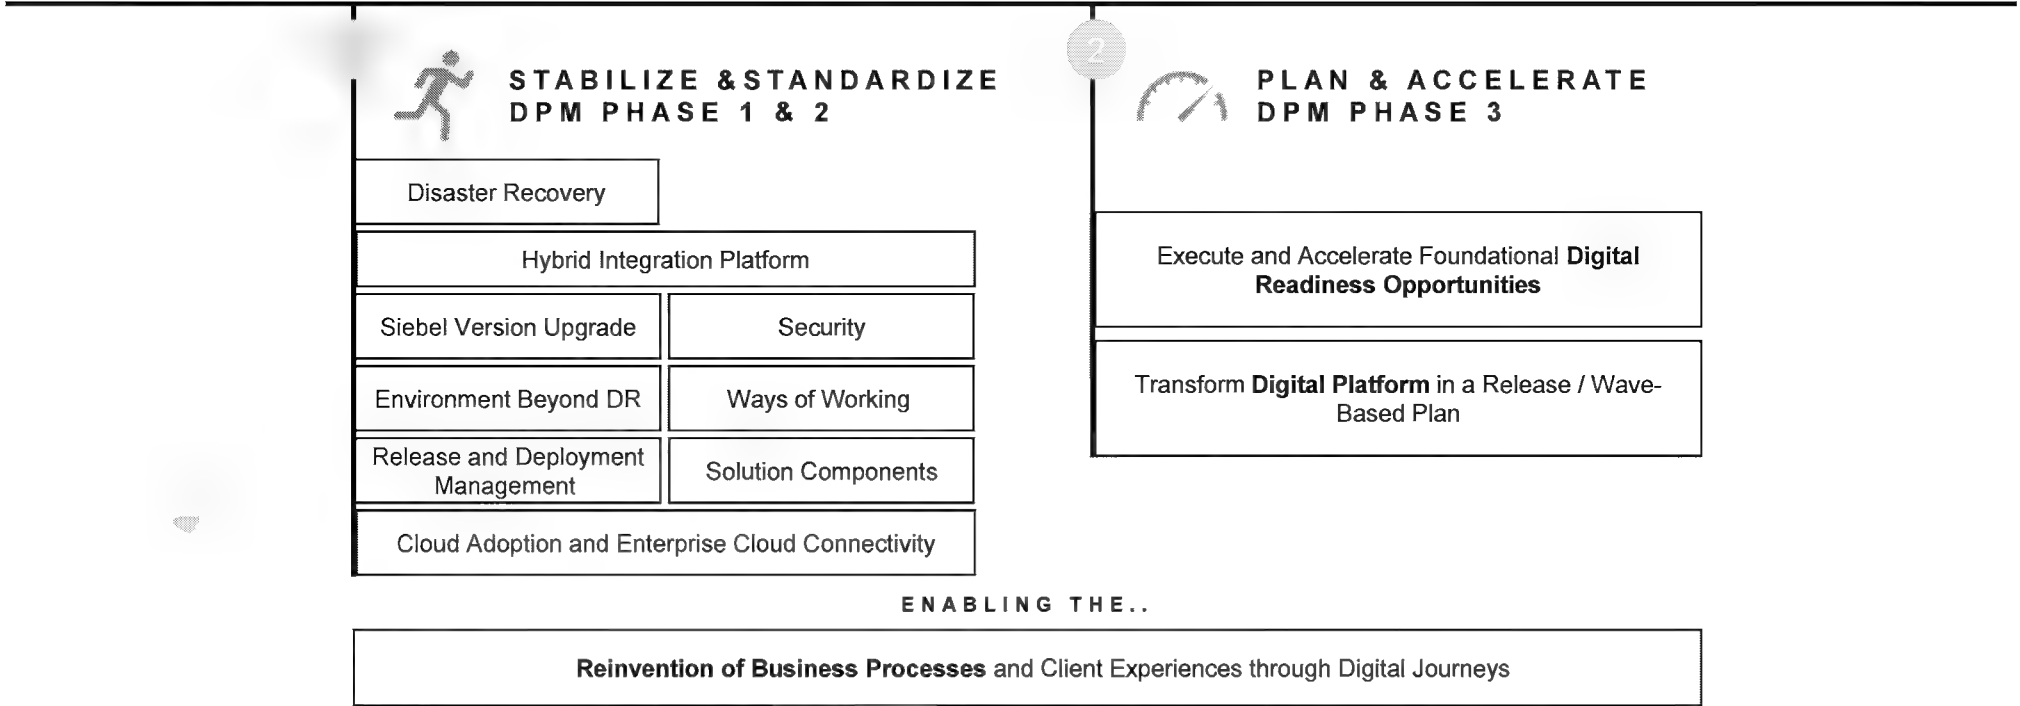 STABILIZE &STANDARDIZE
DPM PHASE 1 & 2
Disaster Recovery
Hybrid Integration Platform
Siebel Version Upgrade
Security
Environment Beyond DR
Ways of Working
Release and Deployment
Management
Solution Components
Cloud Adoption and Enterprise Cloud Connectivity
2
PLAN & ACCELERATE
DPM PHASE 3
Execute and Accelerate Foundational Digital
Readiness Opportunities
Transform Digital Platform in a Release / Wave-
Based Plan
ENABLING THE..
Reinvention of Business Processes and Client Experiences through Digital Journeys